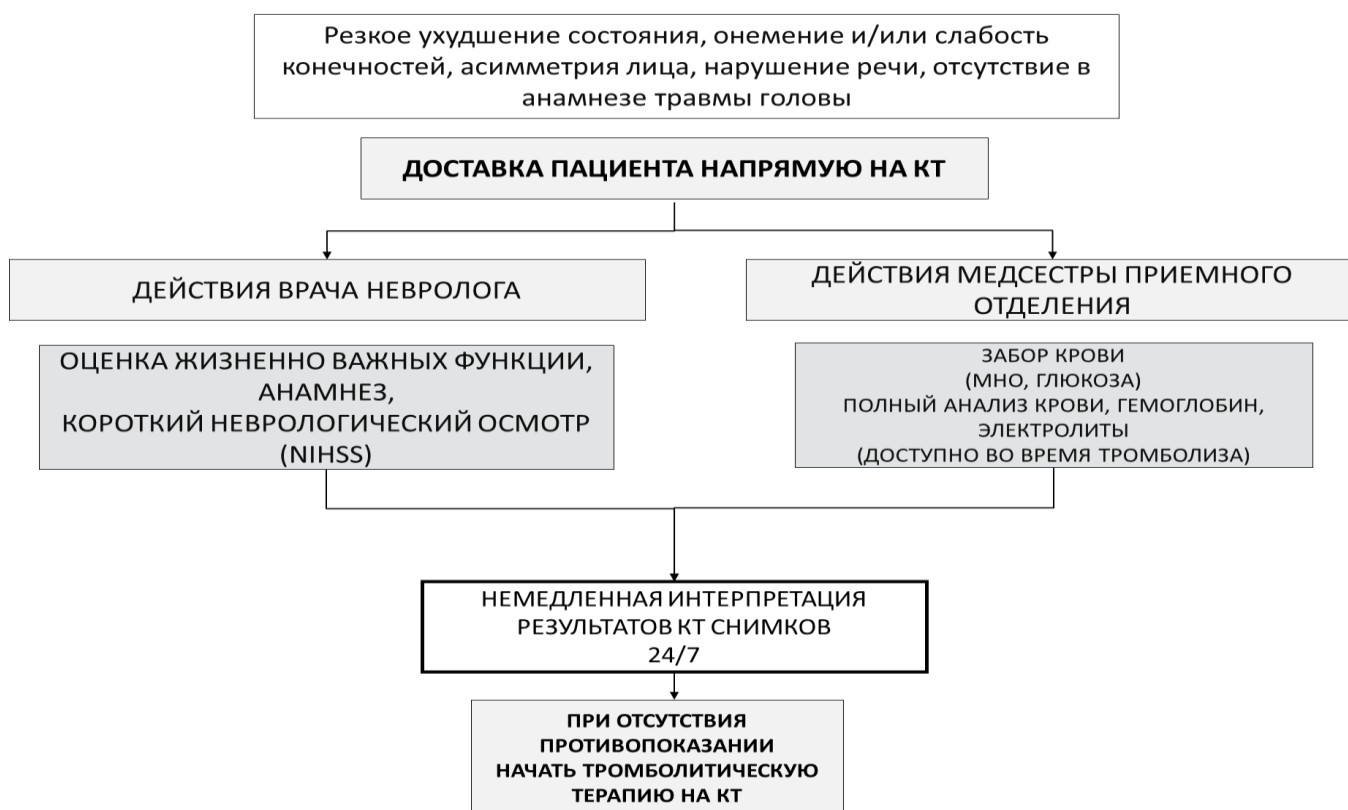 Резкое ухудшение состояния, онемение и/или слабость
конечностей, асимметрия лица, нарушение речи, отсутствие в
анамнезе травмы головы
ДОСТАВКА ПАЦИЕНТА НАПРЯМУЮ НА КТ
ДЕЙСТВИЯ ВРАЧА НЕВРОЛОГА
ДЕЙСТВИЯ МЕДСЕСТРЫ ПРИЕМНОГО
ОТДЕЛЕНИЯ
ОЦЕНКА ЖИЗНЕННО ВАЖНЫХ ФУНКЦИИ,
АНАМНЕЗ,
КОРОТКИЙ НЕВРОЛОГИЧЕСКИЙ ОСМОТР
(NIHSS)
ЗАБОР КРОВИ
(МНО, ГЛЮКОЗА)
ПОЛНЫЙ АНАЛИЗ КРОВИ, ГЕМОГЛОБИН,
ЭЛЕКТРОЛИТЫ
(ДОСТУПНО ВО ВРЕМЯ ТРОМБОЛИЗА)
НЕМЕДЛЕННАЯ ИНТЕРПРЕТАЦИЯ
РЕЗУЛЬТАТОВ КТ СНИМКОВ
24/7
ПРИ ОТСУТСТВИЯ
ПРОТИВОПОКАЗАНИИ
НАЧАТЬ ТРОМБОЛИТИЧЕСКУЮ
ТЕРАПИЮ НА КТ